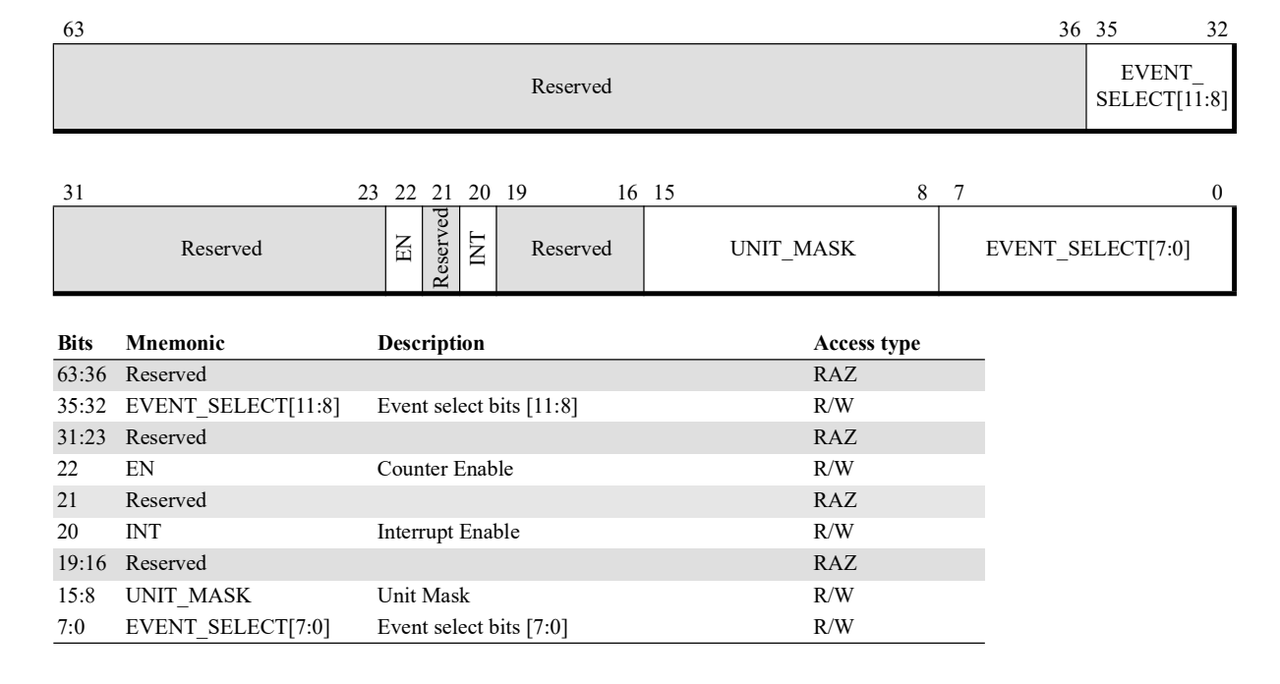 63 36 35 32
Reserved EVENT_
SELECT[11:8]
31 23 22 21 20 19 16 15 8 7 0
Reserved EN Reserved INT Reserved UNIT_MASK EVENT_SELECT[7:0]
Bits Mnemonic Description Access type
63:36 Reserved RAZ
35:32 EVENT_SELECT[11:8] Event select bits [11:8] R/W
31:23 Reserved RAZ
22 EN Counter Enable R/W
21 Reserved RAZ
20 INT Interrupt Enable R/W
19:16 Reserved RAZ
15:8 UNIT_MASK Unit Mask R/W
7:0 EVENT_SELECT[7:0] Event select bits [7:0] R/W